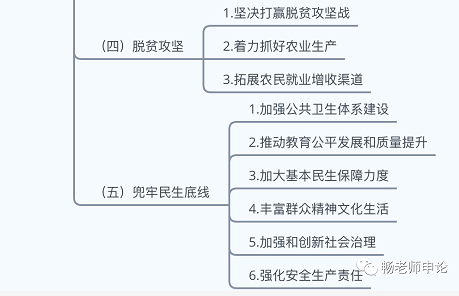 1.坚决打赢脱贫攻坚战
（四）脱贫攻坚
2.着力抓好农业生产
3.拓展农民就业增收渠道
1.加强公共卫生体系建设
2.推动教育公平发展和质量提升
3.加大基本民生保障力度
（五）兜牢民生底线
4.丰富群众精神文化生活
5.加强和创新社会治理
6.强化安全生产责任
畅老师申论